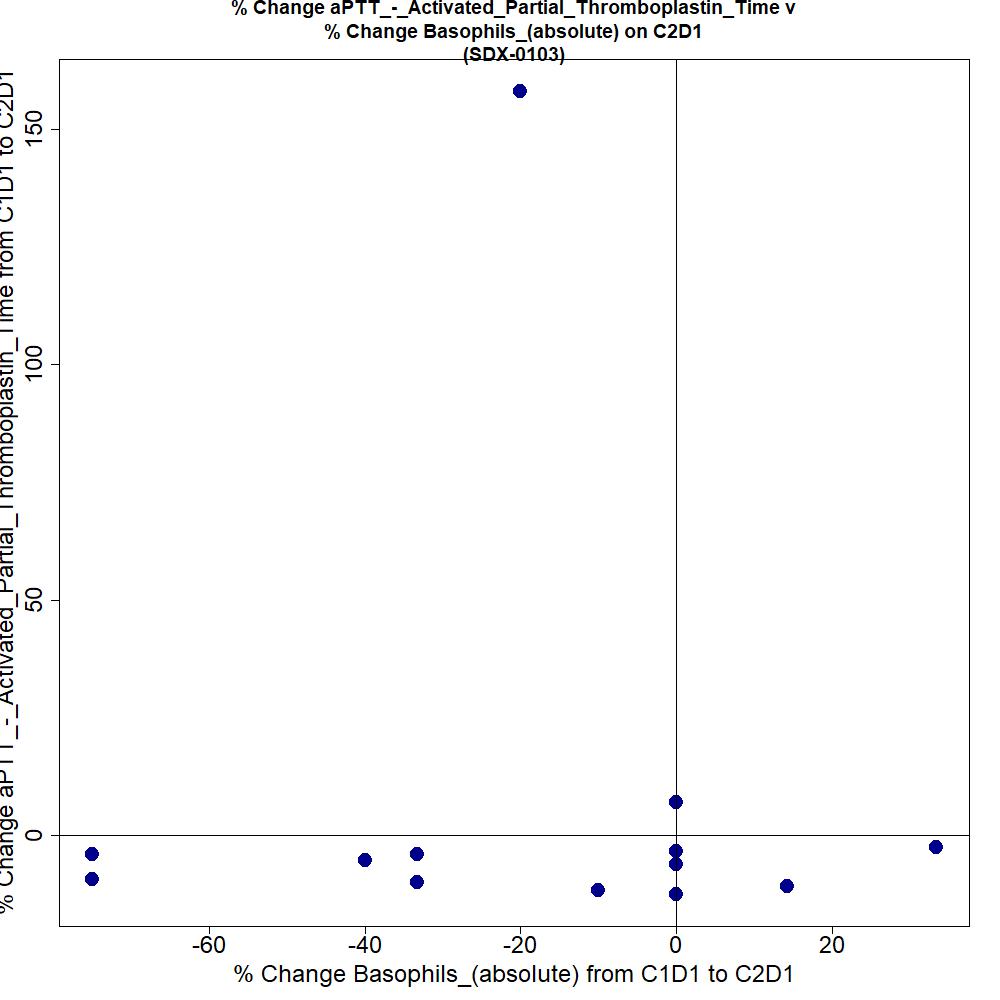 % Change aPTT_-_Activated_Partial_Thromboplastin_Time v
% Change Basophils_(absolute) on C2D1
(SDX-0103)
% Change aPTT_-_Activated_Partial_Thromboplastin_Time from C1D1 to C2D1
150
100
50
0
-60
-40
-20
0
20
% Change Basophils_(absolute) from C1D1 to C2D1